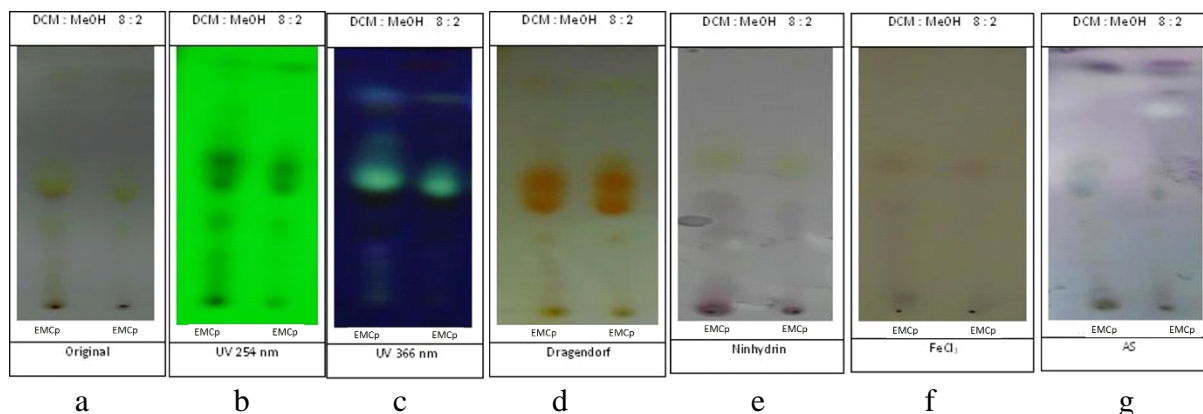 DCM : MeOH 8 : 2
DCM : MeOH 8 : 2
DCM : MeOH 8 : 2
DCM : MeOH 8 : 2
DCM : MeOH 8 : 2
DCM : MeOH 8 : 2
DCM : MeOH 8 : 2
EMCp EMCp
EMCp EMCp
EMCp EMCp
EMCp EMCp
EMCp EMCp
EMCp EMCp
EMCp EMCp
Original
UV 254 nm
UV 366 nm
Dragendorf
Ninhydrin
FeCl₃
AS
a b c d e f g